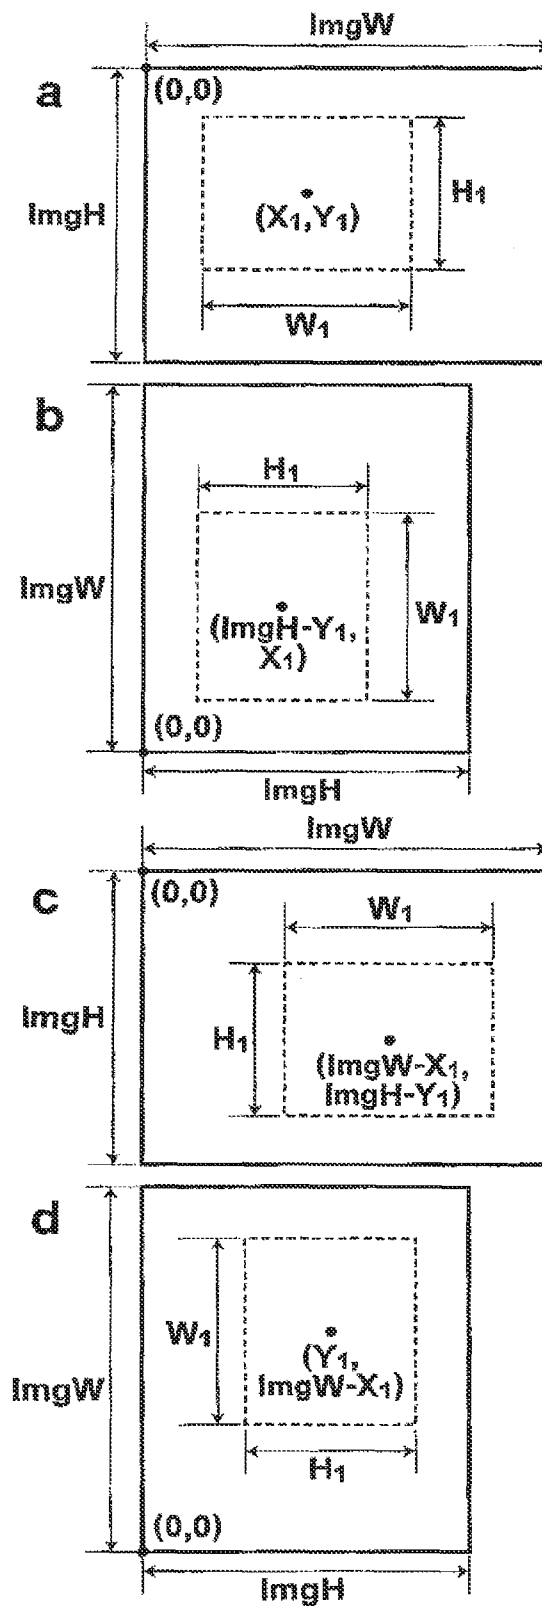 ImgW
a
(0,0)
ImgH
H₁
(X₁,Y₁)
W₁
b
H₁
ImgW
W₁
(ImgH-Y₁,
X₁)
(0,0)
ImgH
ImgW
c
(0,0)
W₁
ImgH
H₁
(ImgW-X₁,
ImgH-Y₁)
d
W₁
(Y₁,
ImgW-X₁)
ImgW
H₁
(0,0)
ImgH